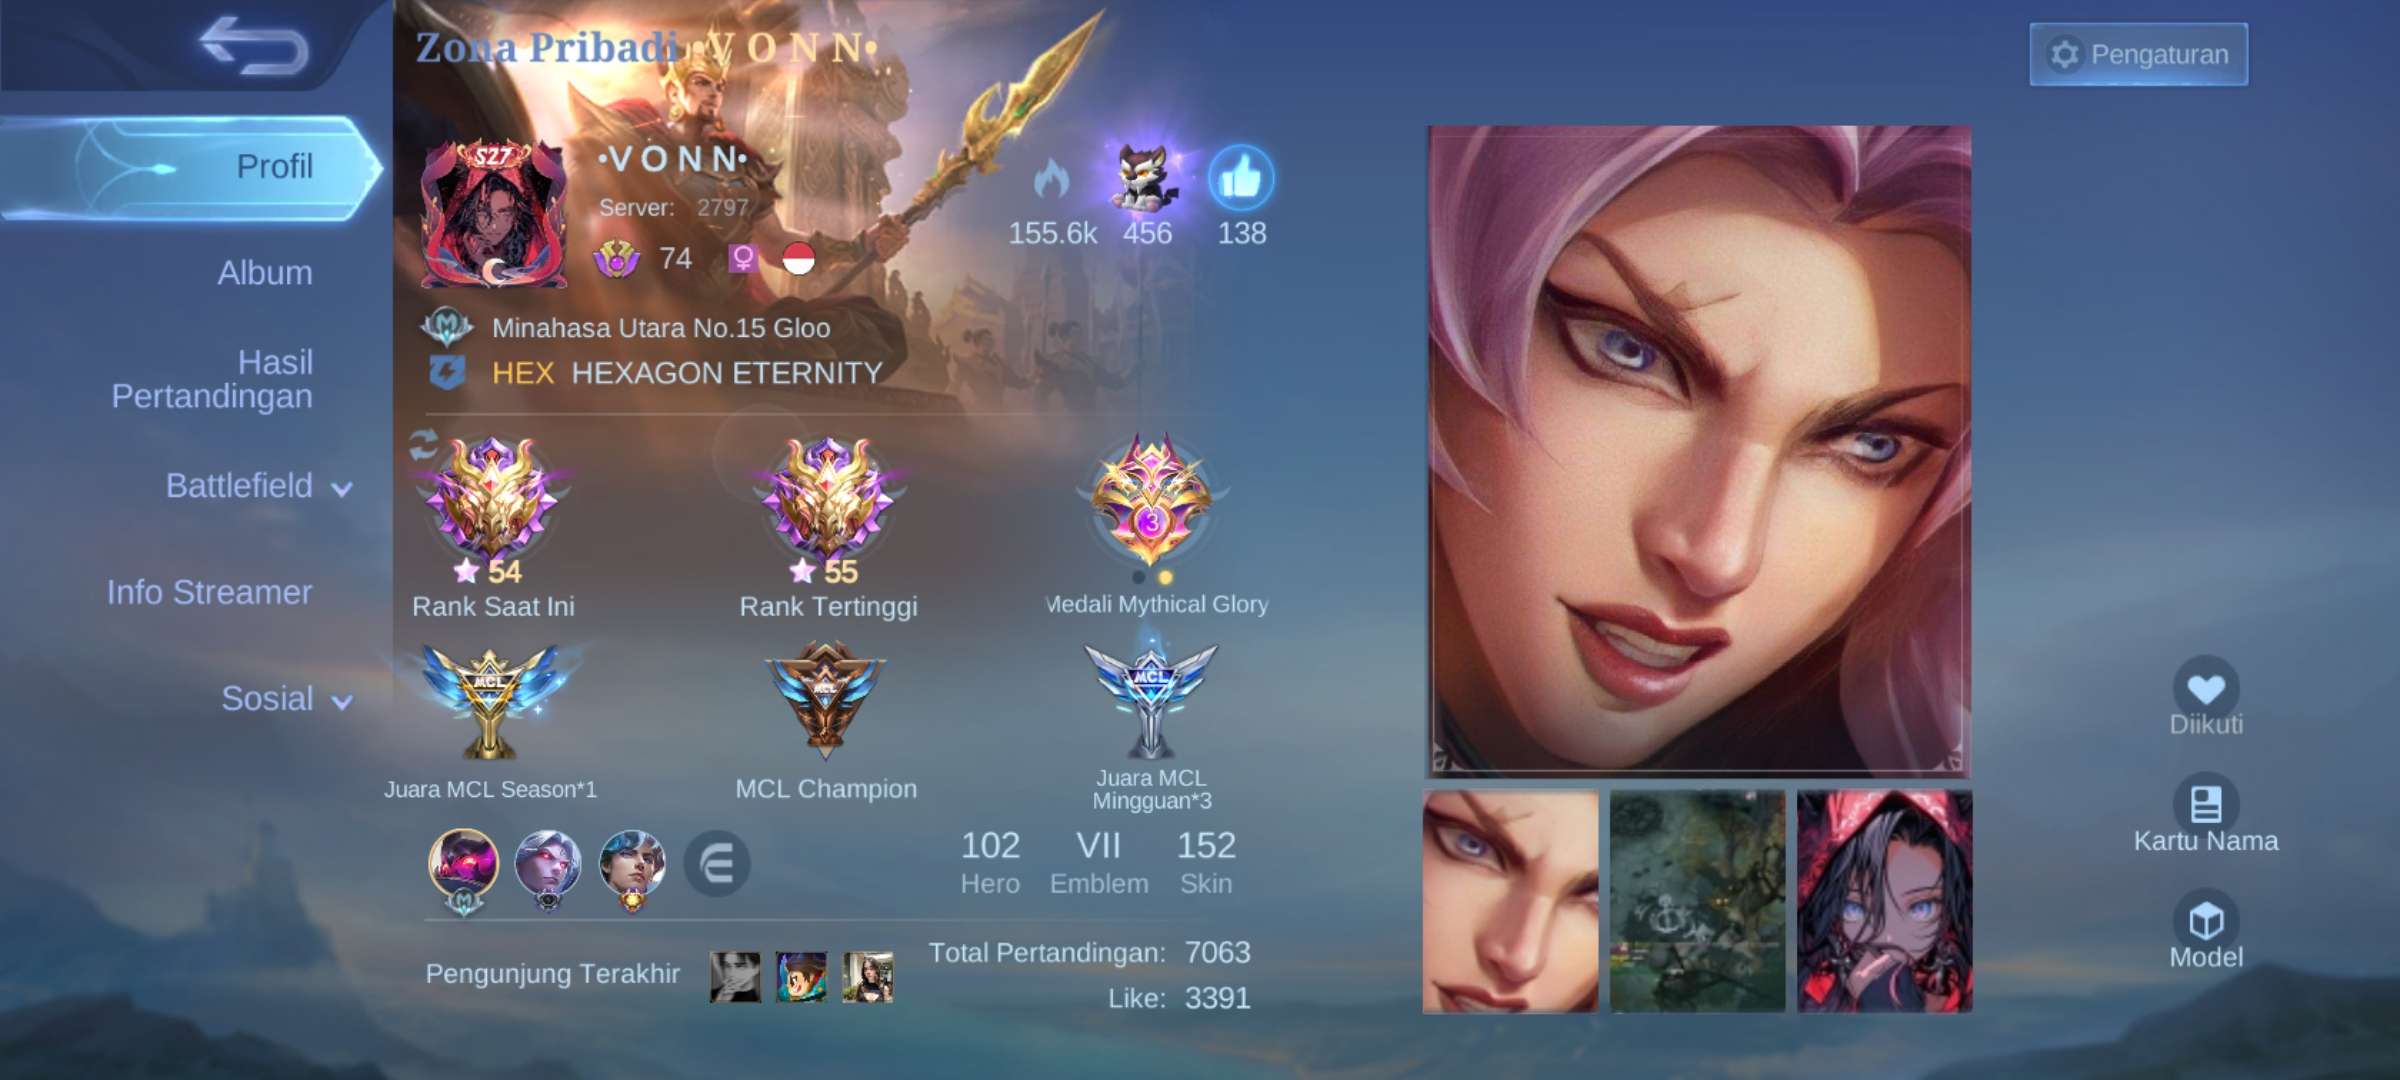 Zona Pribadi •V O N N•
Pengaturan
Profil
Album
Hasil
Pertandingan
Battlefield
Info Streamer
Sosial
S27
•V O N N•
Server: 2797
74
155.6k
456
138
Minahasa Utara No.15 Gloo
HEX HEXAGON ETERNITY
54
Rank Saat Ini
55
Rank Tertinggi
3
Medali Mythical Glory
MCL
Juara MCL Season*1
MCL
MCL Champion
MCL
Juara MCL
Mingguan*3
102
Hero
VII
Emblem
152
Skin
Pengunjung Terakhir
Total Pertandingan: 7063
Like: 3391
Diikuti
Kartu Nama
Model